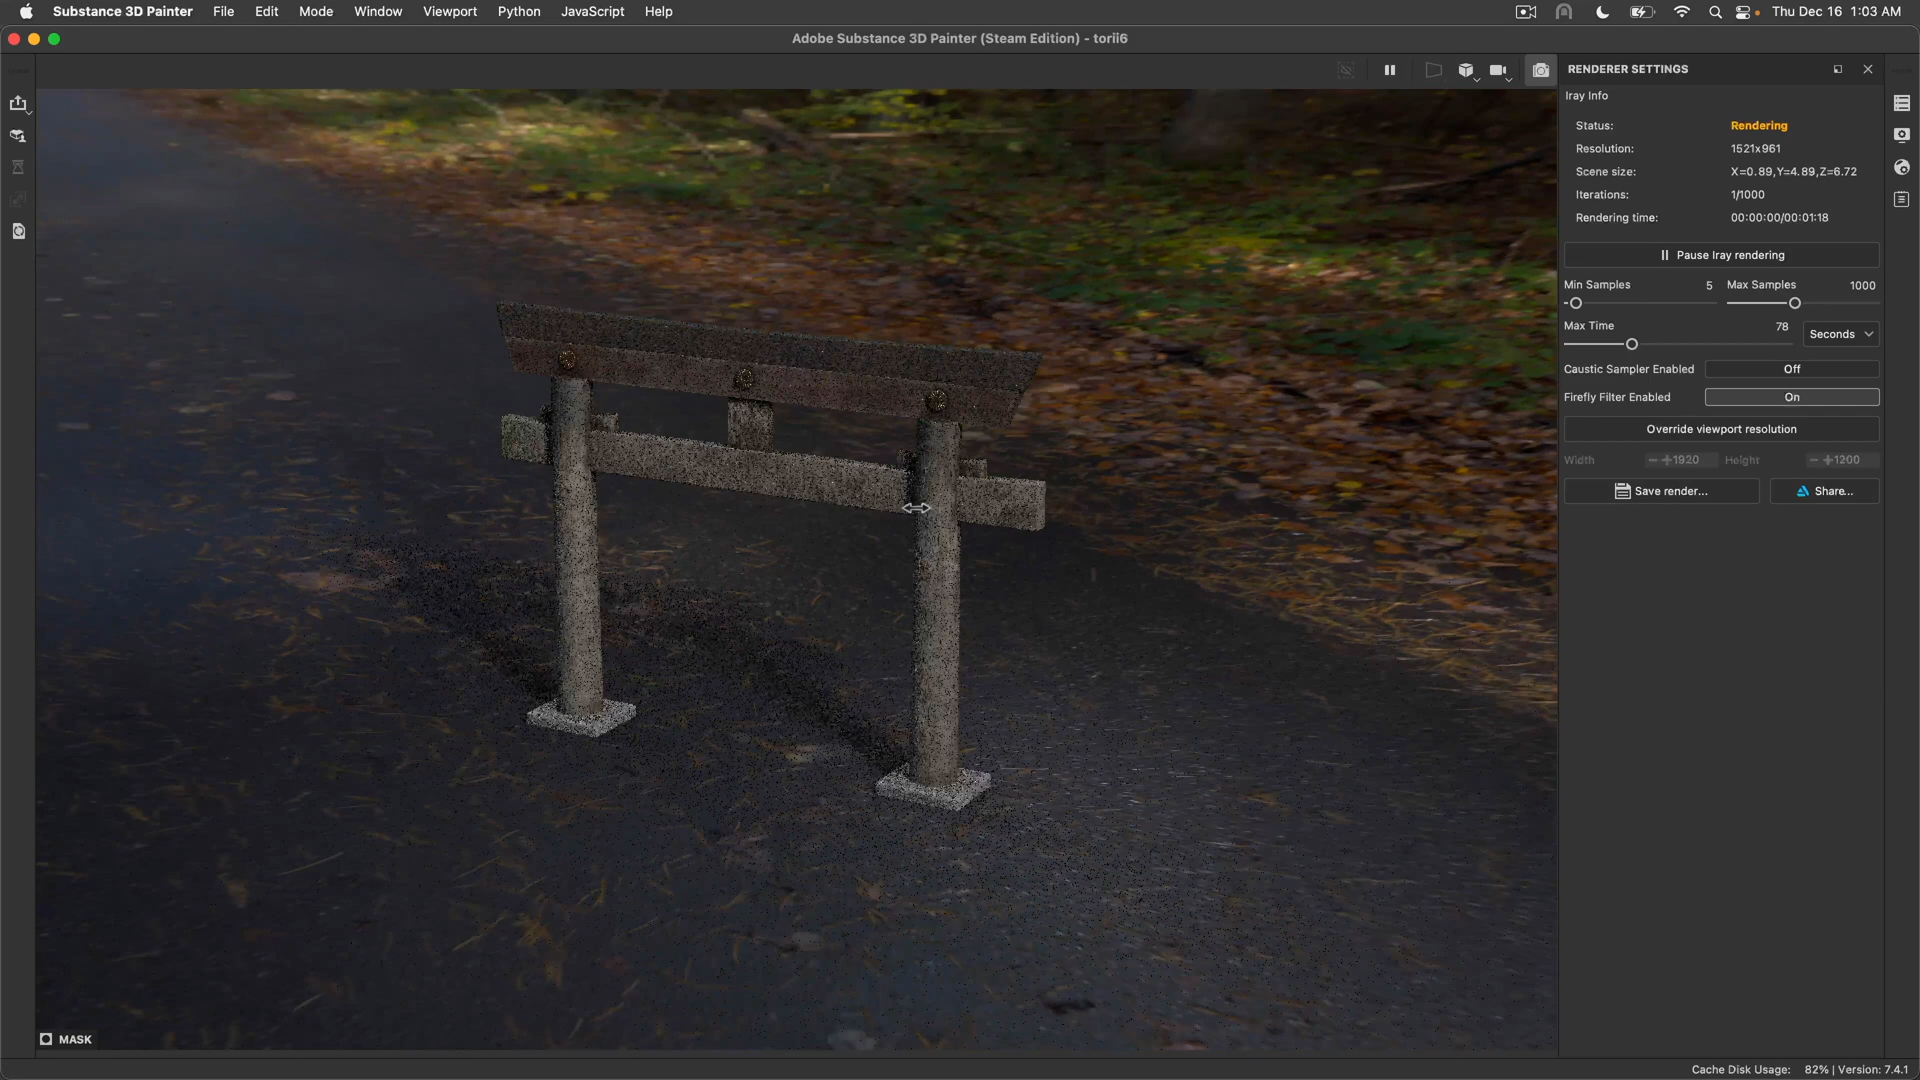 Substance 3D Painter File Edit Mode Window Viewport Python JavaScript Help Thu Dec 16 1:03 AM
Adobe Substance 3D Painter (Steam Edition) - torii6
RENDERER SETTINGS
Iray Info
Status: Rendering
Resolution: 1521x961
Scene size: X=0.89,Y=4.89,Z=6.72
Iterations: 1/1000
Rendering time: 00:00:00/00:01:18
Pause Iray rendering
Min Samples 5 Max Samples 1000
Max Time 78 Seconds
Caustic Sampler Enabled Off
Firefly Filter Enabled On
Override viewport resolution
Width 1920 Height 1200
Save render... Share...
MASK
Cache Disk Usage: 82% | Version: 7.4.1